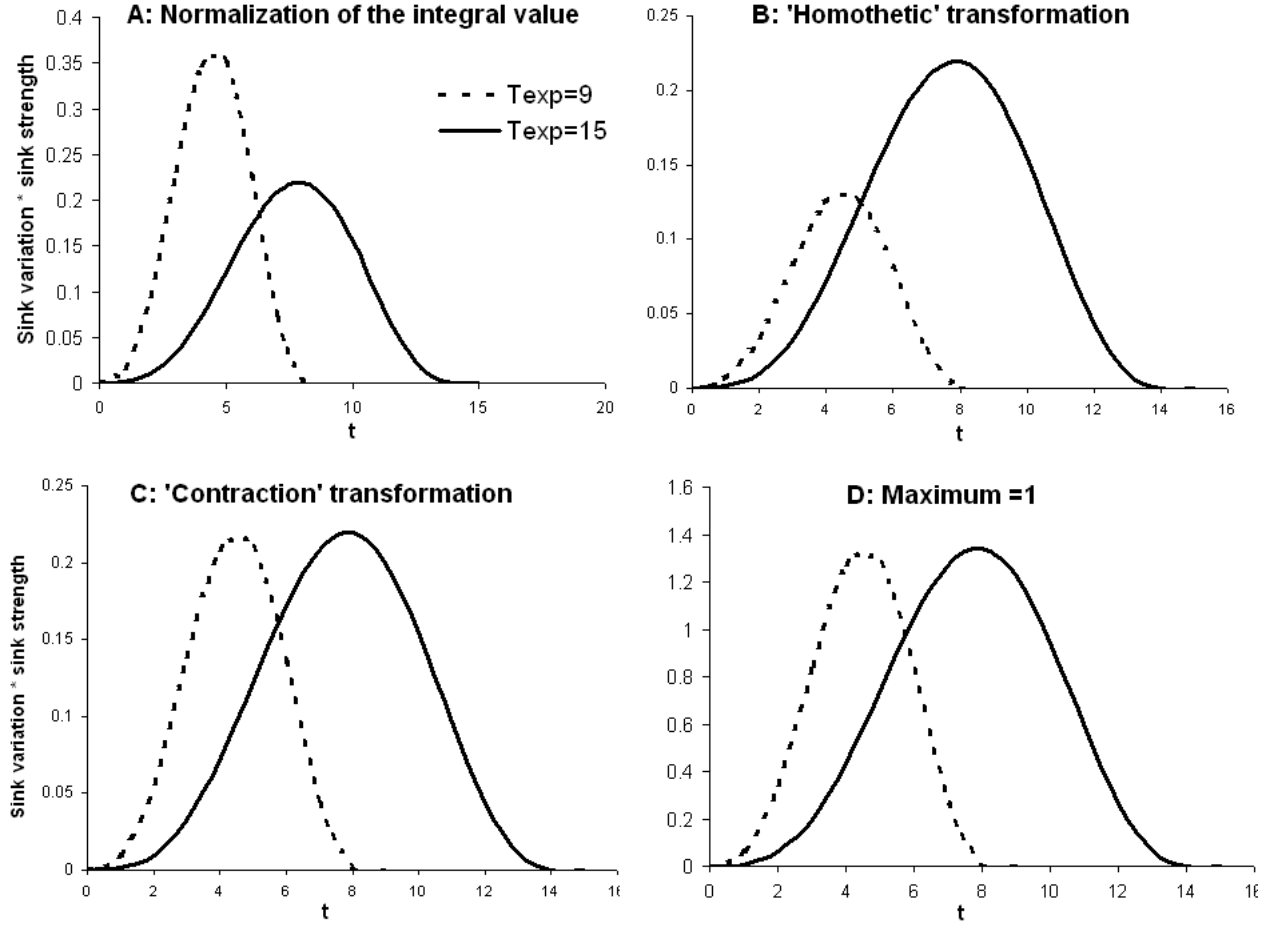 A: Normalization of the integral value
0.4
0.35
0.3
0.25
0.2
0.15
0.1
0.05
0
Sink variation * sink strength
Texp=9
Texp=15
0 5 10 15 20
t
B: 'Homothetic' transformation
0.25
0.2
0.15
0.1
0.05
0
0 2 4 6 8 10 12 14 16
t
C: 'Contraction' transformation
0.25
0.2
0.15
0.1
0.05
0
Sink variation * sink strength
0 2 4 6 8 10 12 14 16
t
D: Maximum =1
1.6
1.4
1.2
1
0.8
0.6
0.4
0.2
0
0 2 4 6 8 10 12 14 16
t